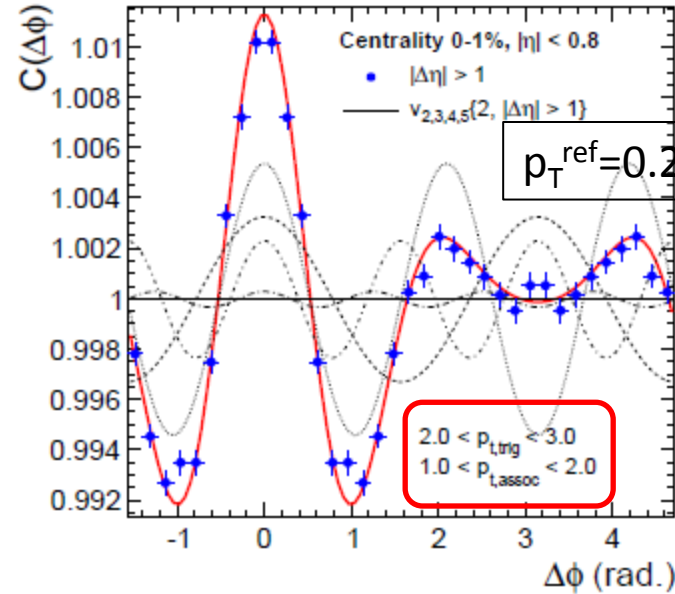 C(Δϕ)
1.01
1.008
1.006
1.004
1.002
1
0.998
0.996
0.994
0.992
Centrality 0-1%, |η| < 0.8
|Δη| > 1
v2,3,4,5{2, |Δη| > 1}
pTref=0.2
2.0 < pt,trig < 3.0
1.0 < pt,assoc < 2.0
-1 0 1 2 3 4
Δϕ (rad.)